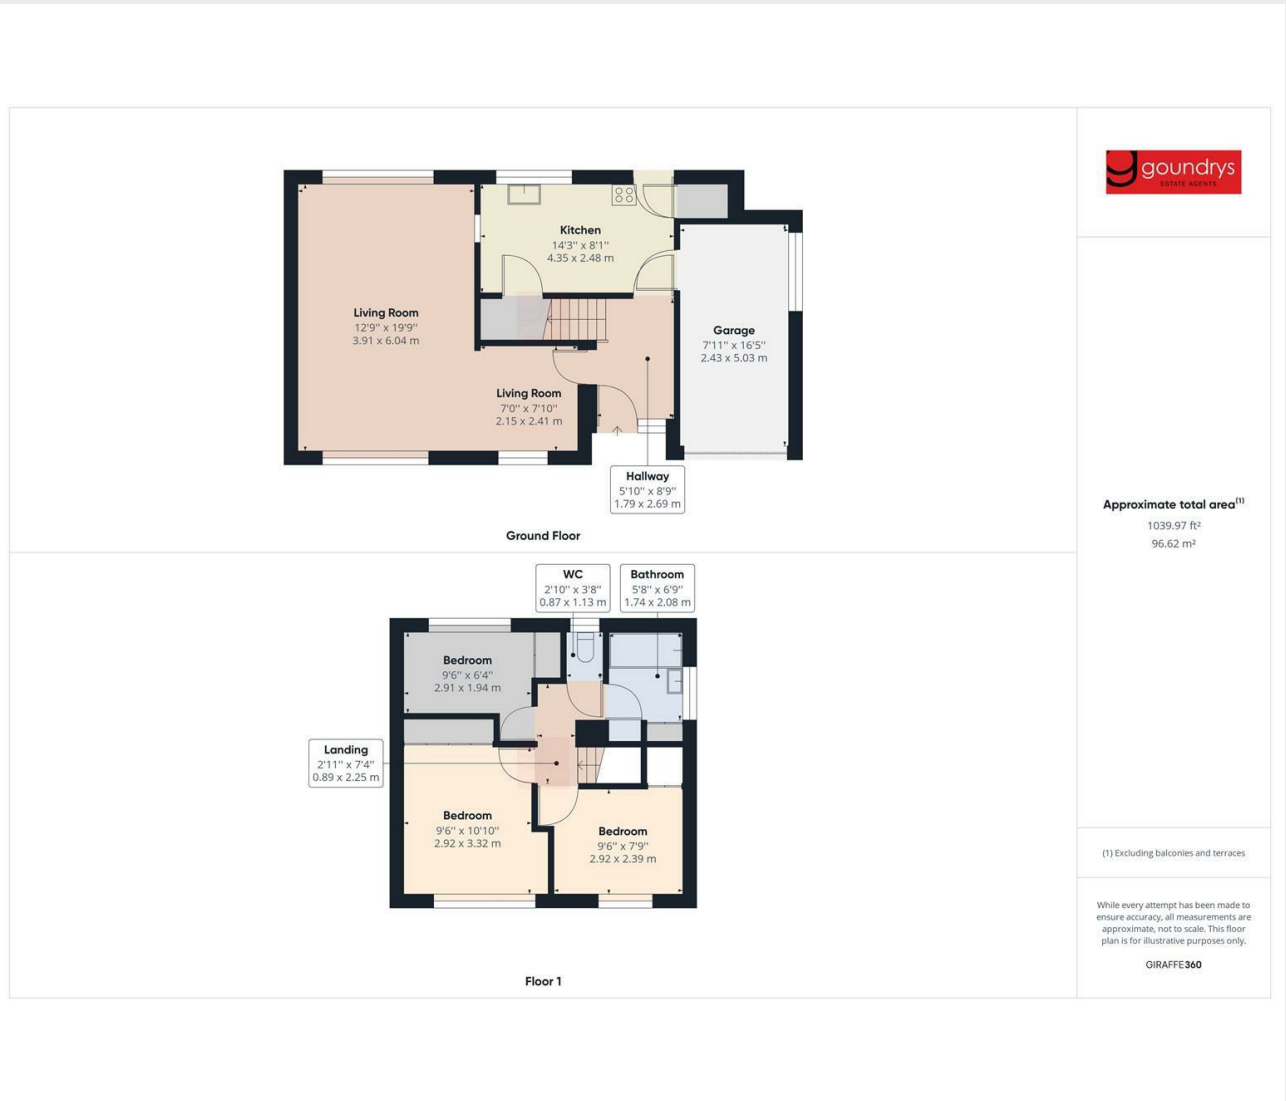 goundrys
ESTATE AGENTS
Kitchen
14'3'' x 8'1''
4.35 x 2.48 m
Living Room
12'9'' x 19'9''
3.91 x 6.04 m
Garage
7'11'' x 16'5''
2.43 x 5.03 m
Living Room
7'0'' x 7'10''
2.15 x 2.41 m
Hallway
5'10'' x 8'9''
1.79 x 2.69 m
Ground Floor
Approximate total area(1)
1039.97 ft²
96.62 m²
WC
2'10'' x 3'8''
0.87 x 1.13 m
Bathroom
5'8'' x 6'9''
1.74 x 2.08 m
Bedroom
9'6'' x 6'4''
2.91 x 1.94 m
Landing
2'11'' x 7'4''
0.89 x 2.25 m
Bedroom
9'6'' x 10'10''
2.92 x 3.32 m
Bedroom
9'6'' x 7'9''
2.92 x 2.39 m
Floor 1
(1) Excluding balconies and terraces
While every attempt has been made to
ensure accuracy, all measurements are
approximate, not to scale. This floor
plan is for illustrative purposes only.
GIRAFFE360